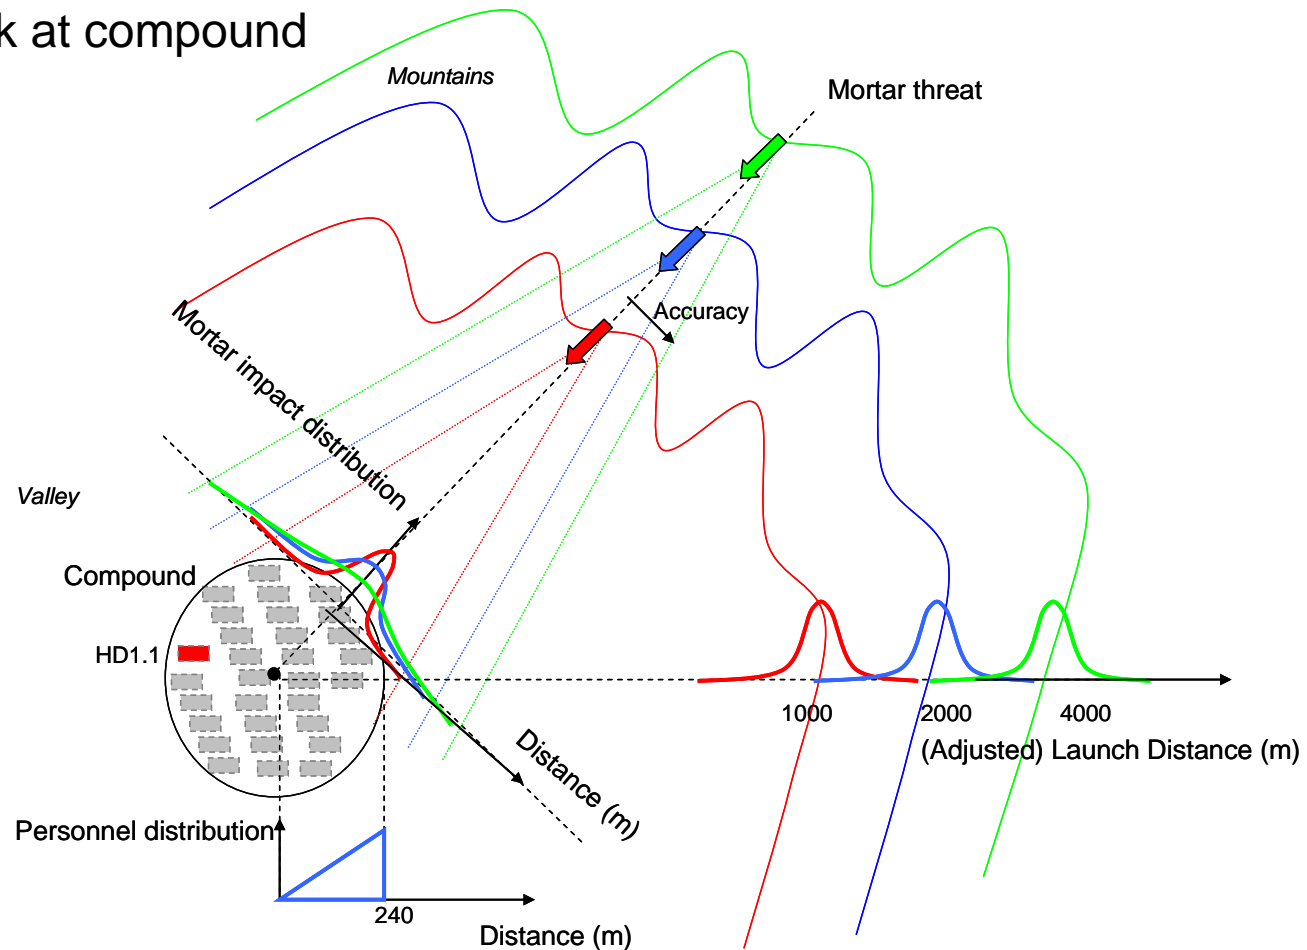 k at compound
Mountains
Mortar threat
Accuracy
Mortar impact distribution
Valley
Compound
HD1.1
1000
2000
4000
(Adjusted) Launch Distance (m)
Distance (m)
Personnel distribution
240
Distance (m)